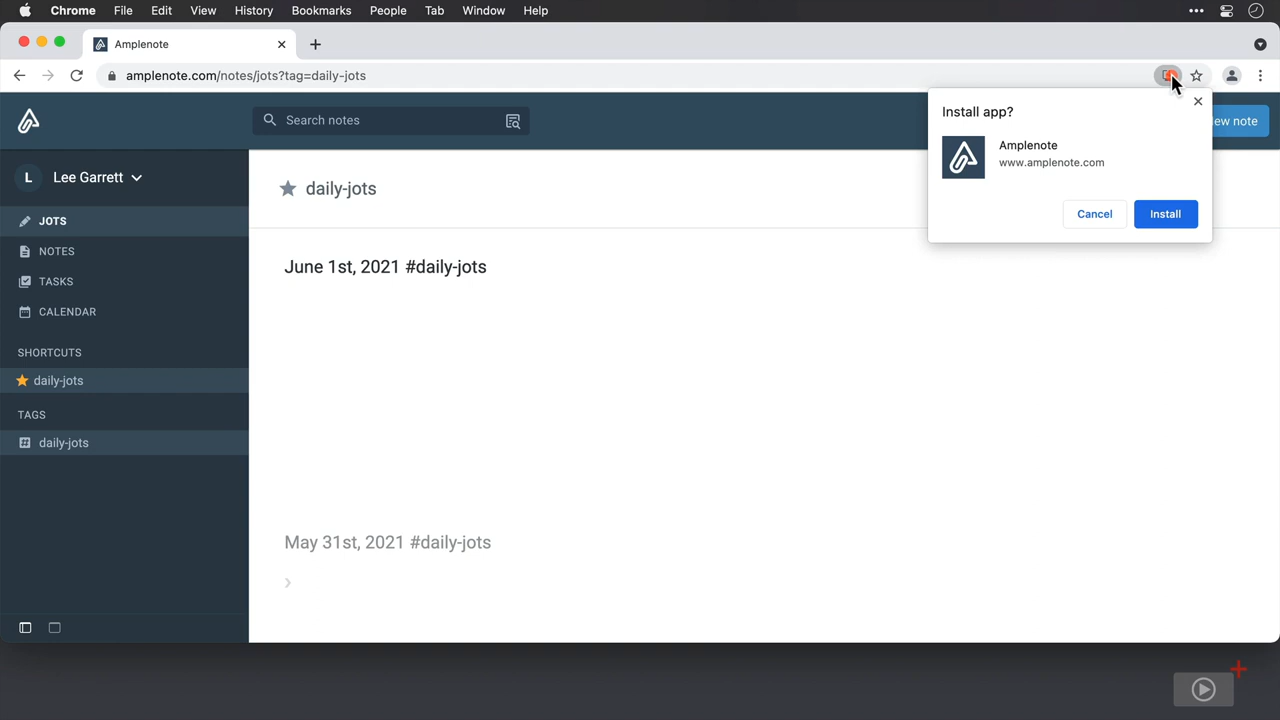 Chrome File Edit View History Bookmarks People Tab Window Help
Amplenote
amplenote.com/notes/jots?tag=daily-jots
Install app?
Amplenote
www.amplenote.com
Cancel Install
Search notes
ew note
L Lee Garrett
JOTS
NOTES
TASKS
CALENDAR
SHORTCUTS
daily-jots
TAGS
daily-jots
daily-jots
June 1st, 2021 #daily-jots
May 31st, 2021 #daily-jots